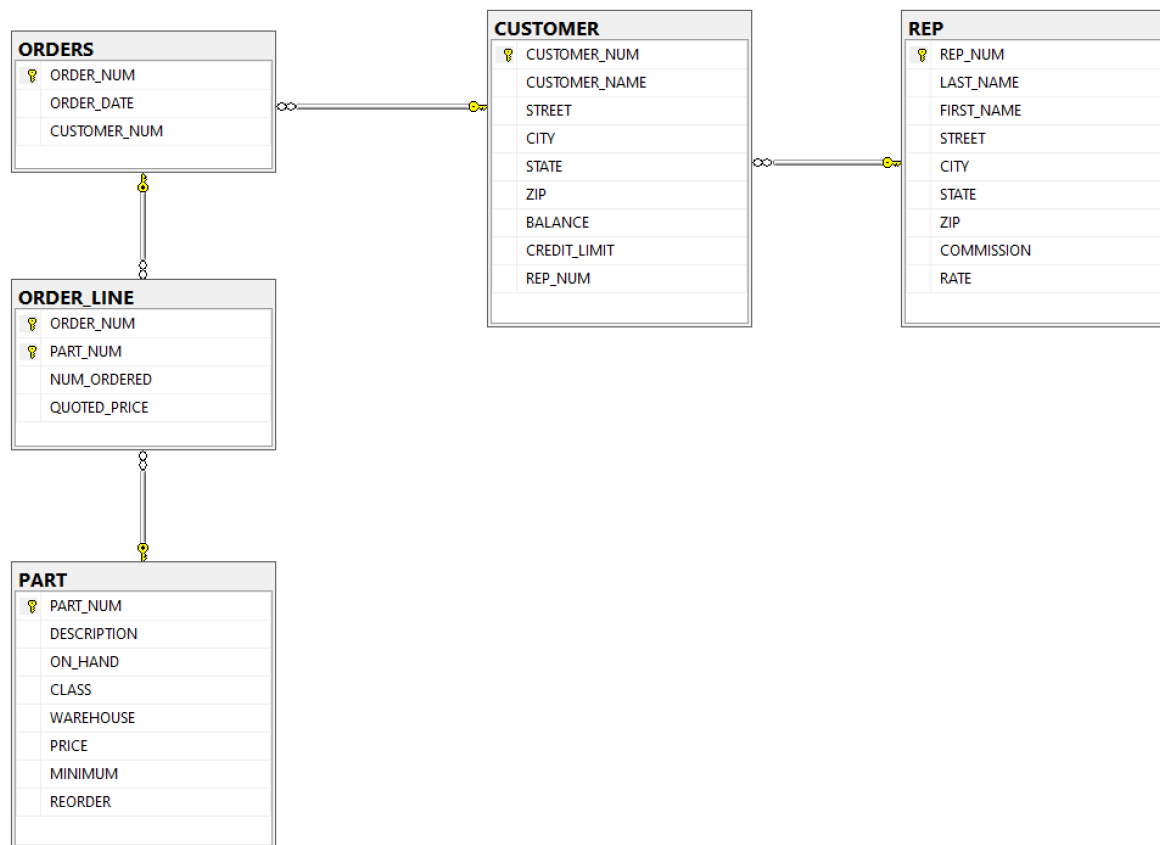 ORDERS
ORDER_NUM
ORDER_DATE
CUSTOMER_NUM
CUSTOMER
CUSTOMER_NUM
CUSTOMER_NAME
STREET
CITY
STATE
ZIP
BALANCE
CREDIT_LIMIT
REP_NUM
REP
REP_NUM
LAST_NAME
FIRST_NAME
STREET
CITY
STATE
ZIP
COMMISSION
RATE
ORDER_LINE
ORDER_NUM
PART_NUM
NUM_ORDERED
QUOTED_PRICE
PART
PART_NUM
DESCRIPTION
ON_HAND
CLASS
WAREHOUSE
PRICE
MINIMUM
REORDER